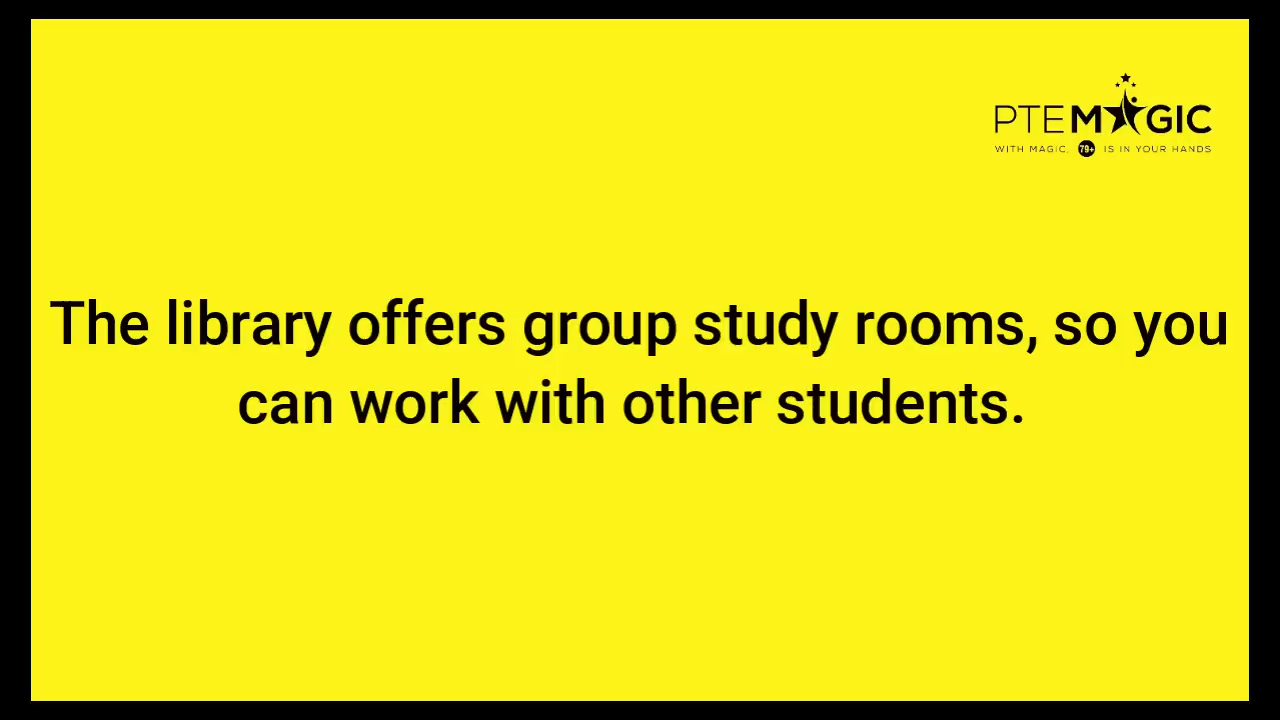 PTEMAGIC
WITH MAGIC, 79+ IS IN YOUR HANDS
The library offers group study rooms, so you
can work with other students.